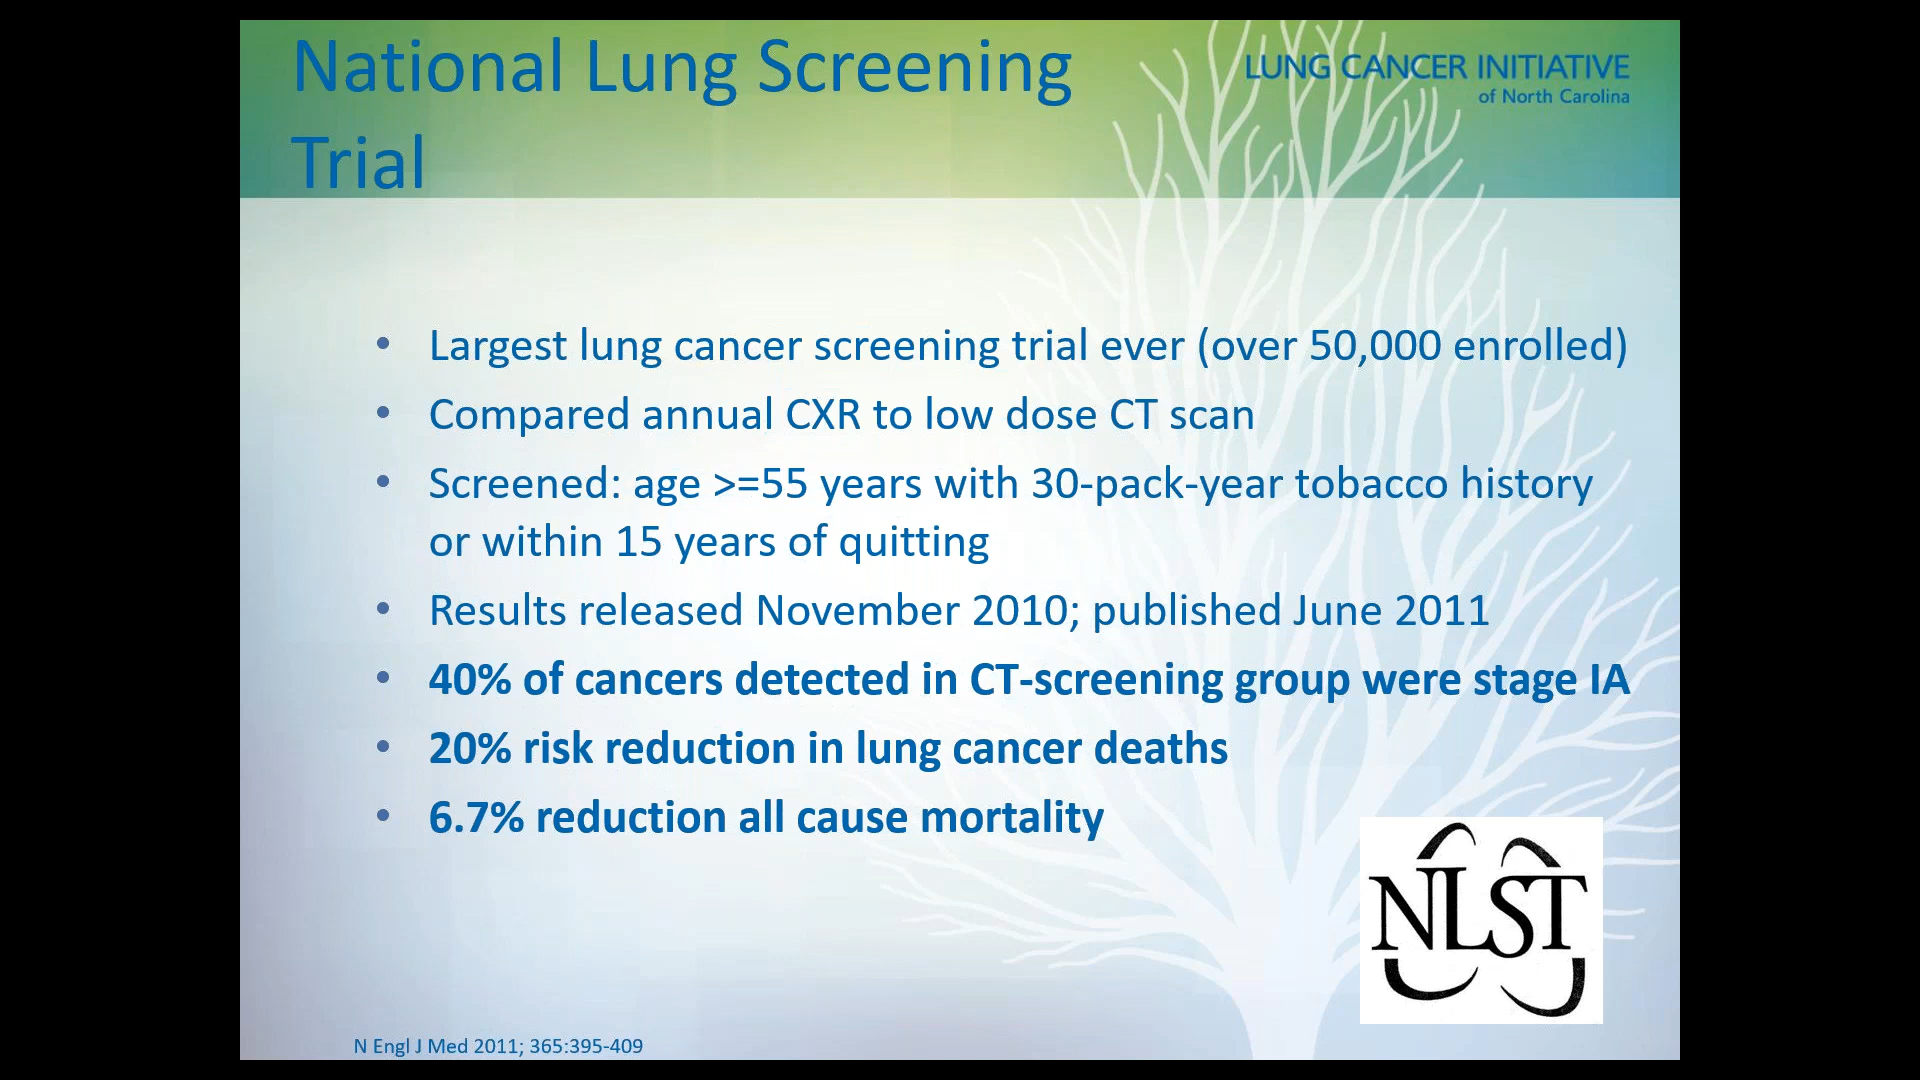 National Lung Screening
Trial
LUNG CANCER INITIATIVE
of North Carolina
• Largest lung cancer screening trial ever (over 50,000 enrolled)
• Compared annual CXR to low dose CT scan
• Screened: age >=55 years with 30-pack-year tobacco history
or within 15 years of quitting
• Results released November 2010; published June 2011
• 40% of cancers detected in CT-screening group were stage IA
• 20% risk reduction in lung cancer deaths
• 6.7% reduction all cause mortality
NLST
N Engl J Med 2011; 365:395-409